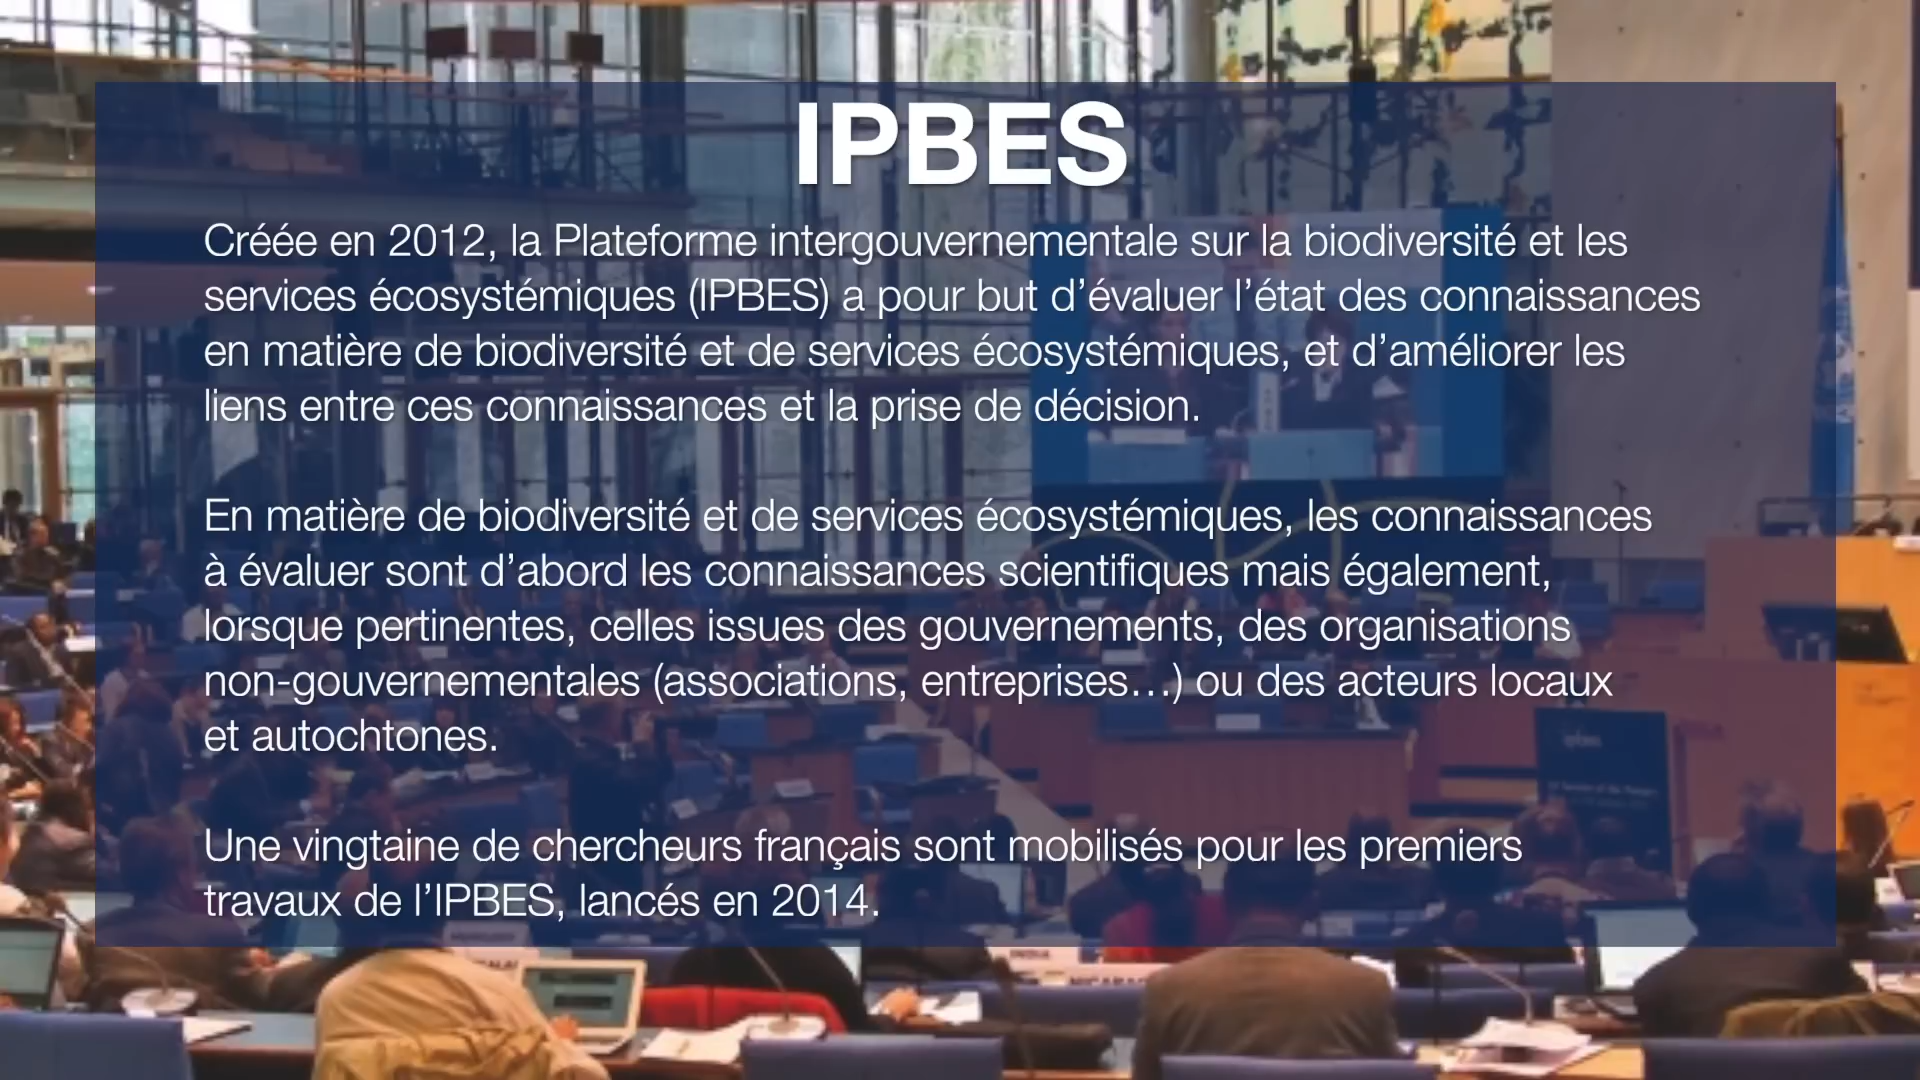 IPBES
Créée en 2012, la Plateforme intergouvernementale sur la biodiversité et les
services écosystémiques (IPBES) a pour but d’évaluer l’état des connaissances
en matière de biodiversité et de services écosystémiques, et d’améliorer les
liens entre ces connaissances et la prise de décision.
En matière de biodiversité et de services écosystémiques, les connaissances
à évaluer sont d’abord les connaissances scientifiques mais également,
lorsque pertinentes, celles issues des gouvernements, des organisations
non-gouvernementales (associations, entreprises…) ou des acteurs locaux
et autochtones.
Une vingtaine de chercheurs français sont mobilisés pour les premiers
travaux de l’IPBES, lancés en 2014.